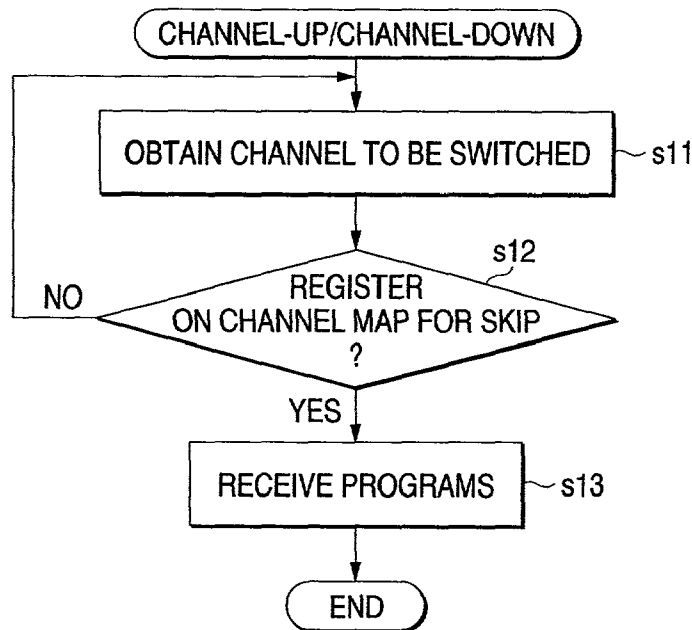 CHANNEL-UP/CHANNEL-DOWN
OBTAIN CHANNEL TO BE SWITCHED
s11
s12
REGISTER
ON CHANNEL MAP FOR SKIP
?
NO
YES
RECEIVE PROGRAMS
s13
END